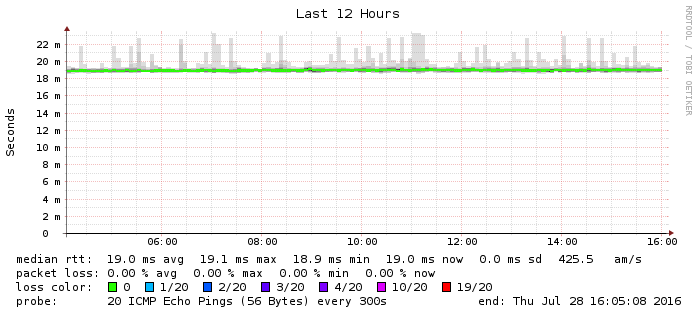 Last 12 Hours
RRDTOOL / TOBI OETIKER
Seconds
22 m
20 m
18 m
16 m
14 m
12 m
10 m
8 m
6 m
4 m
2 m
0
06:00 08:00 10:00 12:00 14:00 16:00
median rtt: 19.0 ms avg 19.1 ms max 18.9 ms min 19.0 ms now 0.0 ms sd 425.5 am/s
packet loss: 0.00 % avg 0.00 % max 0.00 % min 0.00 % now
loss color: 0 1/20 2/20 3/20 4/20 10/20 19/20
probe: 20 ICMP Echo Pings (56 Bytes) every 300s end: Thu Jul 28 16:05:08 2016